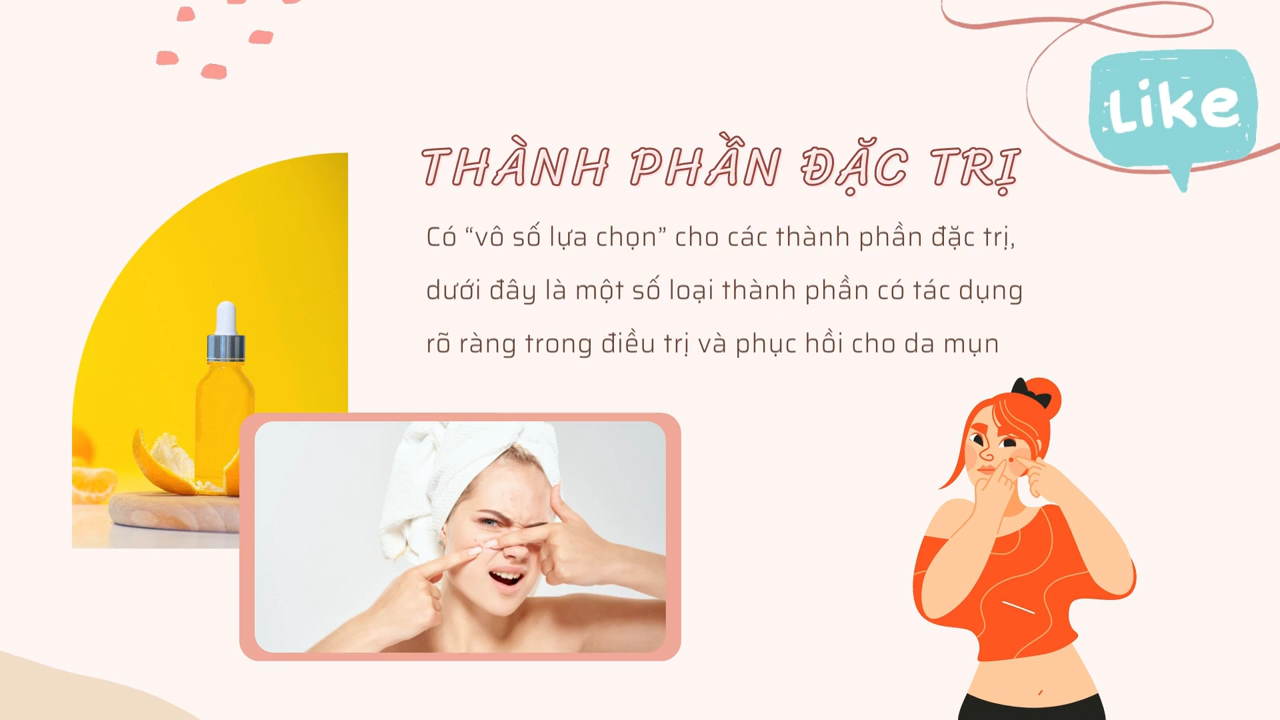 Like
THÀNH PHẦN ĐẶC TRỊ
Có “vô số lựa chọn” cho các thành phần đặc trị,
dưới đây là một số loại thành phần có tác dụng
rõ ràng trong điều trị và phục hồi cho da mụn